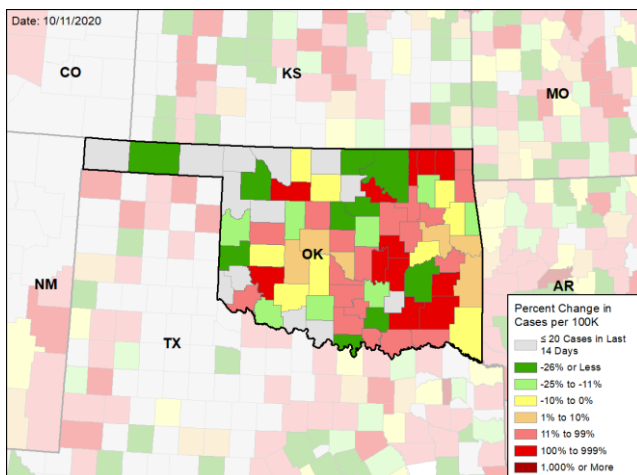 Date: 10/11/2020
CO
KS
MO
OK
NM
TX
AR
Percent Change in
Cases per 100K
≤ 20 Cases in Last
14 Days
-26% or Less
-25% to -11%
-10% to 0%
1% to 10%
11% to 99%
100% to 999%
1,000% or More